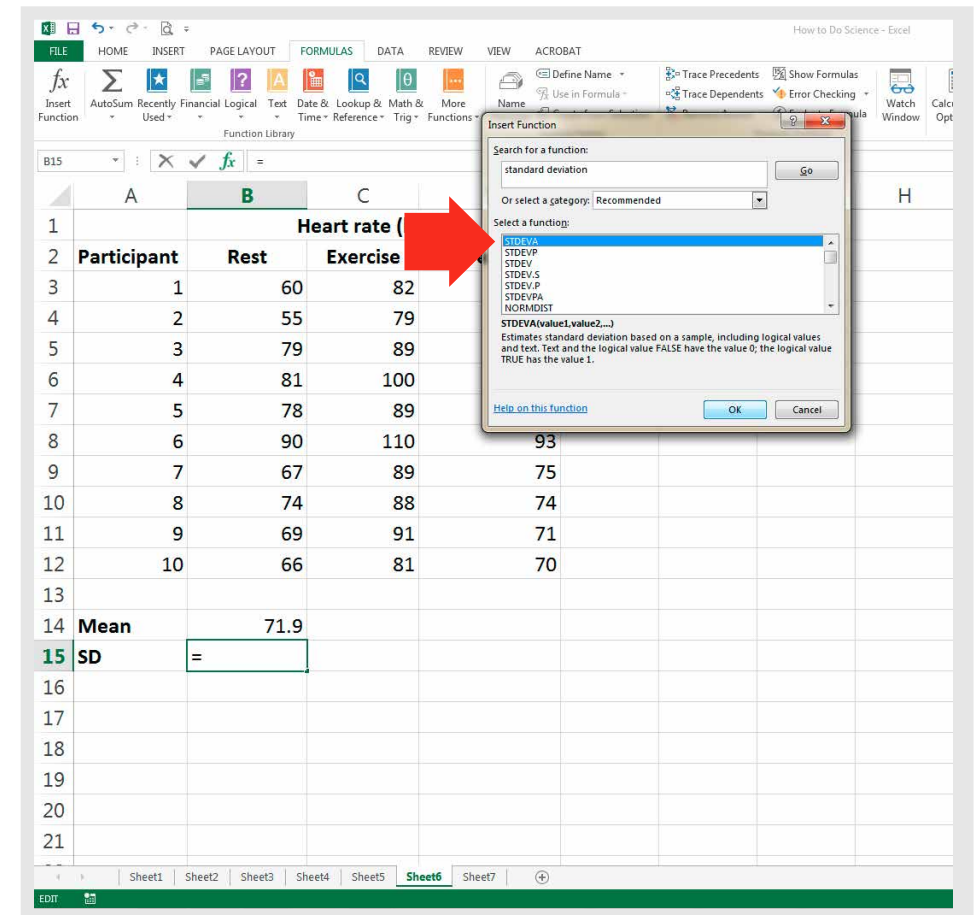 How to Do Science - Excel
FILE HOME INSERT PAGE LAYOUT FORMULAS DATA REVIEW VIEW ACROBAT
fx
Insert Function
Σ
AutoSum
Recently Used
Financial
?
Logical
A
Text
Date & Time
Lookup & Reference
θ
Math & Trig
More Functions
Function Library
Name
Define Name
Use in Formula
Trace Precedents
Trace Dependents
Show Formulas
Error Checking
Watch Window
B15 fx =
A B C H
1 Heart rate (
2 Participant Rest Exercise
3 1 60 82
4 2 55 79
5 3 79 89
6 4 81 100
7 5 78 89
8 6 90 110 93
9 7 67 89 75
10 8 74 88 74
11 9 69 91 71
12 10 66 81 70
13
14 Mean 71.9
15 SD =
16
17
18
19
20
21
Insert Function
?
Search for a function:
standard deviation
Go
Or select a category: Recommended
Select a function:
STDEVA
STDEVP
STDEV
STDEV.S
STDEV.P
STDEVPA
NORMDIST
STDEVA(value1,value2,...)
Estimates standard deviation based on a sample, including logical values
and text. Text and the logical value FALSE have the value 0; the logical value
TRUE has the value 1.
Help on this function
OK Cancel
Sheet1 Sheet2 Sheet3 Sheet4 Sheet5 Sheet6 Sheet7
EDIT